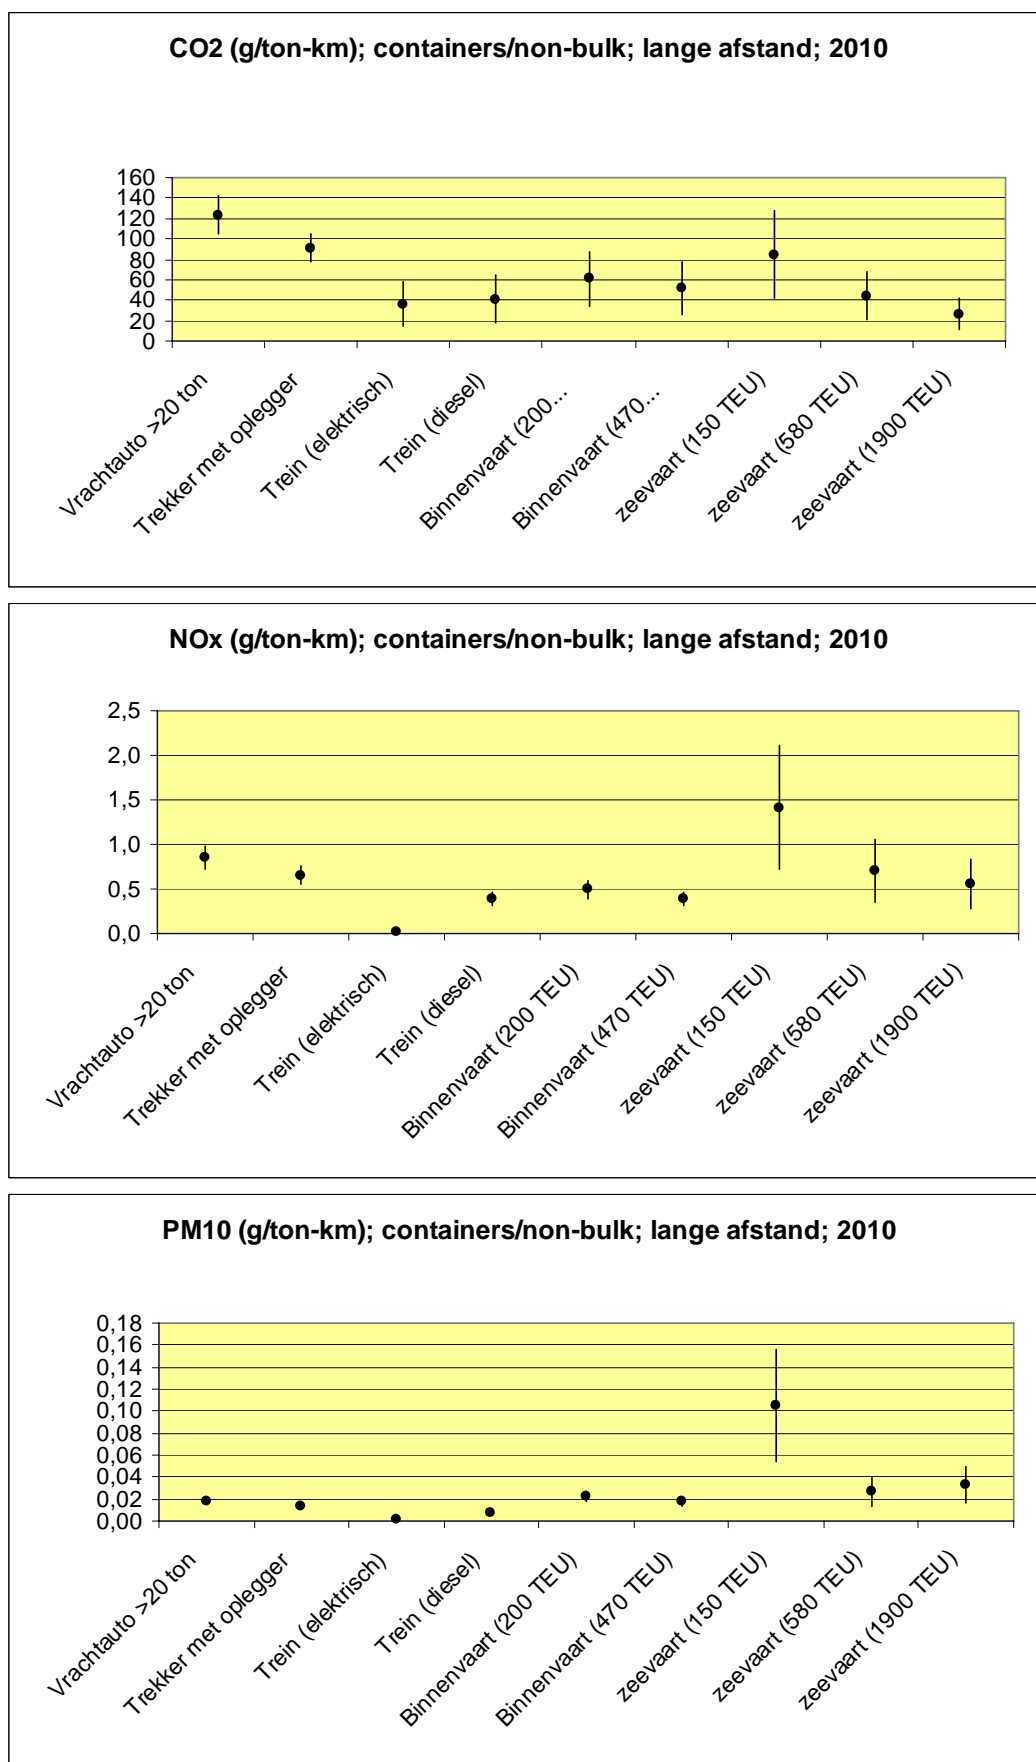 CO2 (g/ton-km); containers/non-bulk; lange afstand; 2010
160
140
120
100
80
60
40
20
0
Vrachtauto >20 ton
Trekker met oplegger
Trein (elektrisch)
Trein (diesel)
Binnenvaart (200...
Binnenvaart (470...
zeevaart (150 TEU)
zeevaart (580 TEU)
zeevaart (1900 TEU)
NOx (g/ton-km); containers/non-bulk; lange afstand; 2010
2,5
2,0
1,5
1,0
0,5
0,0
Vrachtauto >20 ton
Trekker met oplegger
Trein (elektrisch)
Trein (diesel)
Binnenvaart (200 TEU)
Binnenvaart (470 TEU)
zeevaart (150 TEU)
zeevaart (580 TEU)
zeevaart (1900 TEU)
PM10 (g/ton-km); containers/non-bulk; lange afstand; 2010
0,18
0,16
0,14
0,12
0,10
0,08
0,06
0,04
0,02
0,00
Vrachtauto >20 ton
Trekker met oplegger
Trein (elektrisch)
Trein (diesel)
Binnenvaart (200 TEU)
Binnenvaart (470 TEU)
zeevaart (150 TEU)
zeevaart (580 TEU)
zeevaart (1900 TEU)